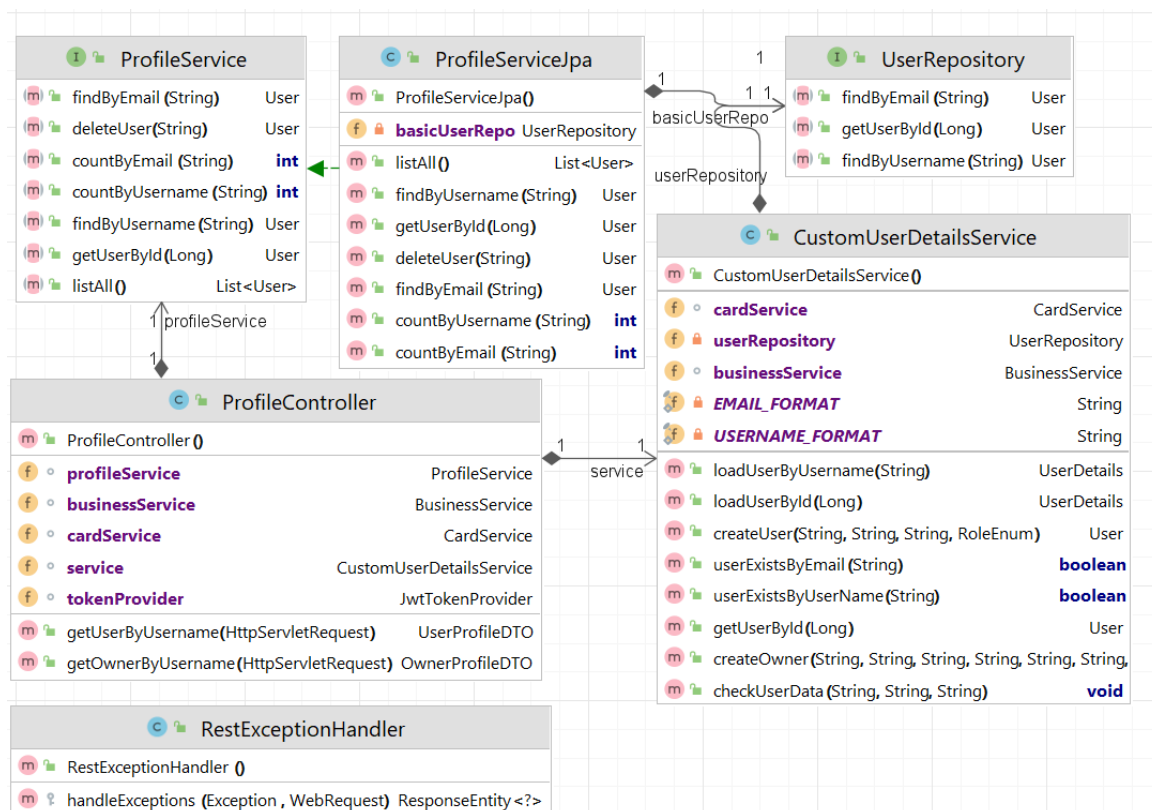 ProfileService
findByEmail (String) User
deleteUser(String) User
countByEmail (String) int
countByUsername (String) int
findByUsername (String) User
getUserById(Long) User
listAll() List<User>
ProfileServiceJpa
ProfileServiceJpa()
basicUserRepo UserRepository
listAll() List<User>
findByUsername (String) User
getUserById(Long) User
deleteUser(String) User
findByEmail (String) User
countByUsername (String) int
countByEmail (String) int
UserRepository
findByEmail (String) User
getUserById(Long) User
findByUsername (String) User
1
1
1 1
basicUserRepo
userRepository
1 profileService
1
CustomUserDetailsService
CustomUserDetailsService()
cardService CardService
userRepository UserRepository
businessService BusinessService
EMAIL_FORMAT String
USERNAME_FORMAT String
loadUserByUsername(String) UserDetails
loadUserById(Long) UserDetails
createUser(String, String, String, RoleEnum) User
userExistsByEmail(String) boolean
userExistsByUserName(String) boolean
getUserById(Long) User
createOwner(String, String, String, String, String, String,
checkUserData(String, String, String) void
ProfileController
ProfileController()
profileService ProfileService
businessService BusinessService
cardService CardService
service CustomUserDetailsService
tokenProvider JwtTokenProvider
getUserByUsername(HttpServletRequest) UserProfileDTO
getOwnerByUsername(HttpServletRequest) OwnerProfileDTO
1 1
service
RestExceptionHandler
RestExceptionHandler ()
handleExceptions (Exception , WebRequest) ResponseEntity<?>